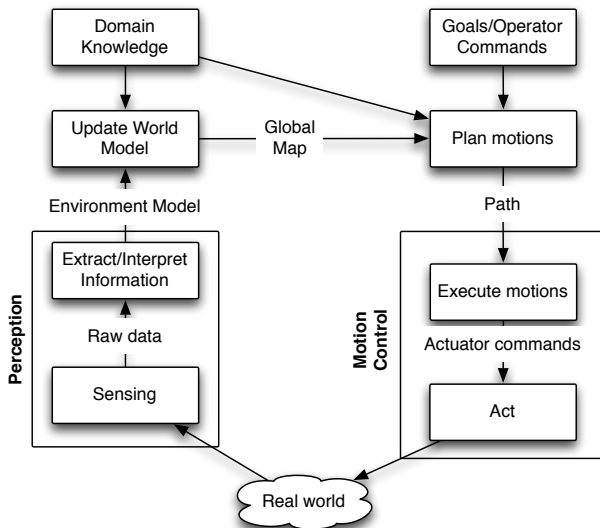 Domain
Knowledge
Goals/Operator
Commands
Update World
Model
Global
Map
Plan motions
Environment Model
Path
Perception
Extract/Interpret
Information
Raw data
Sensing
Motion
Control
Execute motions
Actuator commands
Act
Real world